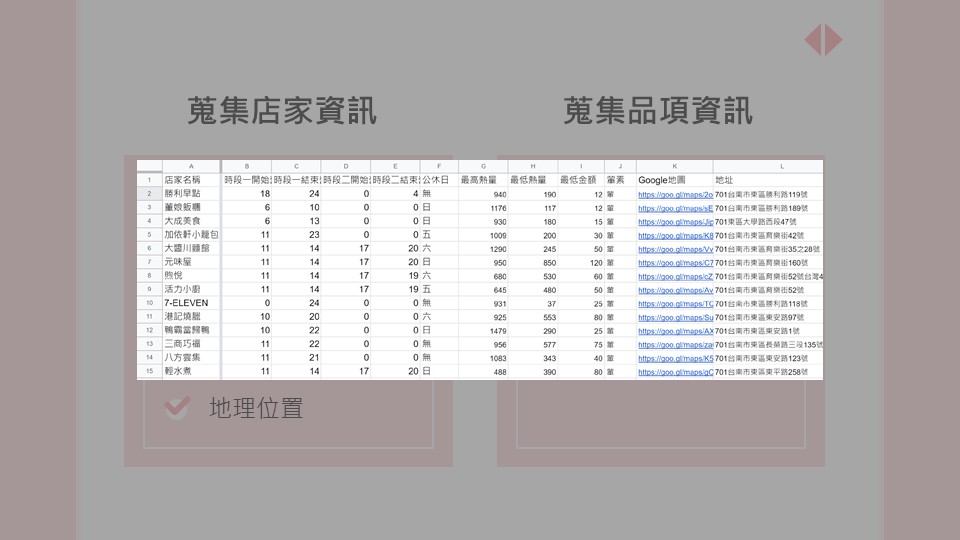 蒐集店家資訊
蒐集品項資訊
A B C D E F G H I J K L
1 店家名稱 時段一開始 時段一結束 時段二開始 時段二結束 公休日 最高熱量 最低熱量 最低金額 葷素 Google地圖 地址
2 勝利早點 18 24 0 4 無 940 190 12 葷 https://goo.gl/maps/2o 701台南市東區勝利路119號
3 董娘飯糰 6 10 0 0 日 1176 117 12 葷 https://goo.gl/maps/sE 701台南市東區勝利路189號
4 大成美食 6 13 0 0 日 930 180 15 葷 https://goo.gl/maps/Jip 701東區大學路西段47號
5 加依軒小籠包 11 23 0 0 五 1009 200 30 葷 https://goo.gl/maps/K8 701台南市東區育樂街42號
6 大鹽川麵館 11 14 17 20 六 1290 245 50 葷 https://goo.gl/maps/Vv 701台南市東區育樂街35之28號
7 元味屋 11 14 17 20 日 950 850 120 葷 https://goo.gl/maps/C7 701台南市東區育樂街160號
8 煦悅 11 14 17 19 六 680 530 60 葷 https://goo.gl/maps/cZ 701台南市東區育樂街52號台灣4
9 活力小廚 11 14 17 19 五 645 480 50 葷 https://goo.gl/maps/Av 701台南市東區育樂街52號
10 7-ELEVEN 0 24 0 0 無 931 37 25 葷 https://goo.gl/maps/TC 701台南市東區勝利路118號
11 港記燒臘 10 20 0 0 六 925 553 80 葷 https://goo.gl/maps/Su 701台南市東區東安路97號
12 鴨霸當歸鴨 10 22 0 0 日 1479 290 25 葷 https://goo.gl/maps/AX 701台南市東區東安路1號
13 三商巧福 11 22 0 0 無 956 577 75 葷 https://goo.gl/maps/za 701台南市東區長榮路三段135號
14 八方雲集 11 21 0 0 無 1083 343 40 葷 https://goo.gl/maps/K5 701台南市東區東安路123號
15 輕水煮 11 14 17 20 日 488 390 80 葷 https://goo.gl/maps/gC 701台南市東區東平路258號
地理位置